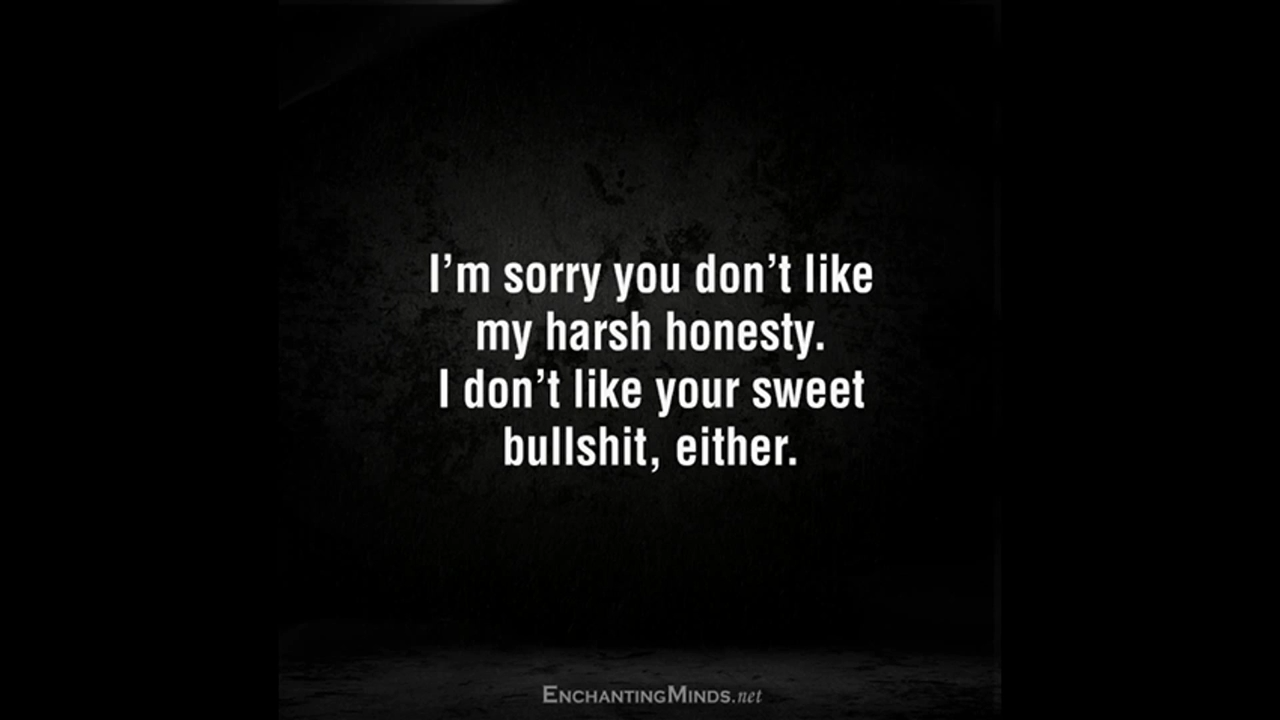 I’m sorry you don’t like
my harsh honesty.
I don’t like your sweet
bullshit, either.
EnchantingMinds.net